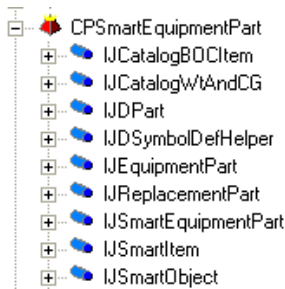 CPSmartEquipmentPart
IJCatalogBOCItem
IJCatalogWtAndCG
IJDPart
IJDSymbolDefHelper
IJEquipmentPart
IJReplacementPart
IJSmartEquipmentPart
IJSmartItem
IJSmartObject